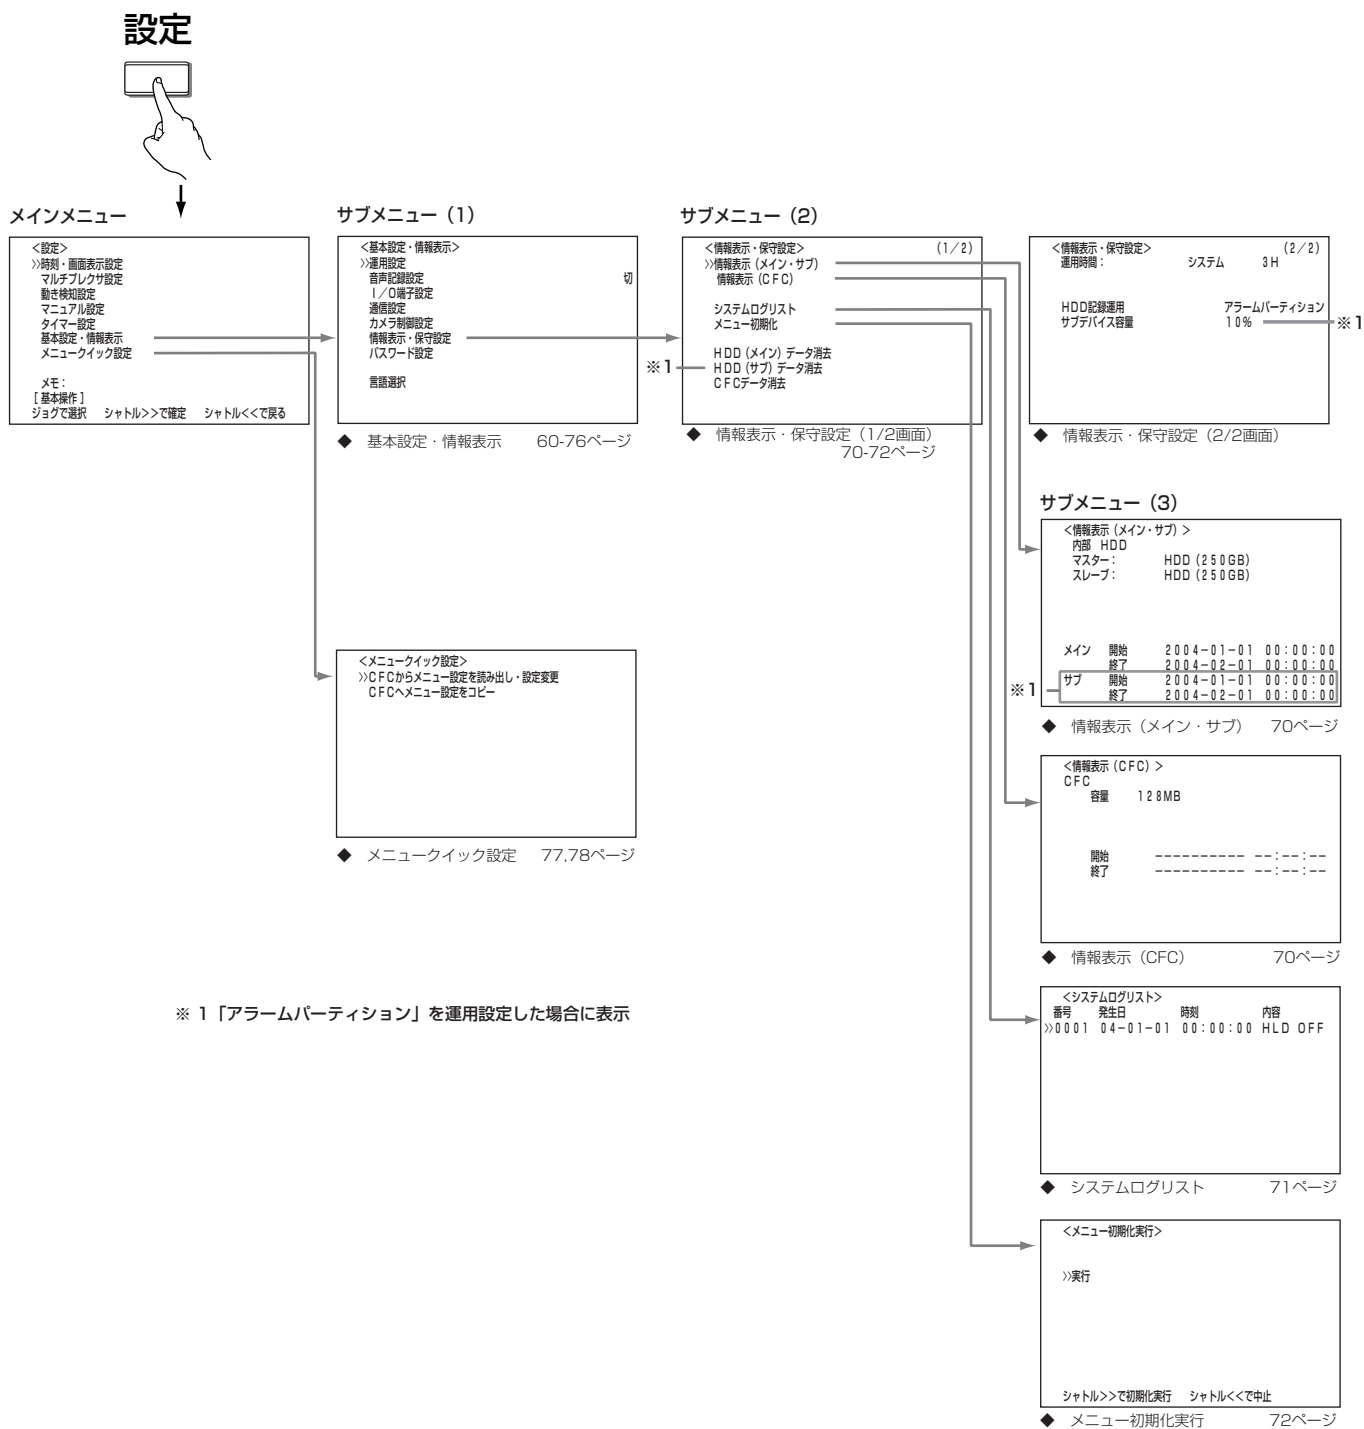 設定
メインメニュー
<設定>
>>時刻・画面表示設定
マルチプレクサ設定
動き検知設定
マニュアル設定
タイマー設定
基本設定・情報表示
メニュークイック設定
メモ：
[基本操作]
ジョグで選択 シャトル>>で確定 シャトル<<で戻る
サブメニュー（1）
<基本設定・情報表示>
>>運用設定
音声記録設定 切
I／O端子設定
通信設定
カメラ制御設定
情報表示・保守設定
パスワード設定
言語選択
◆ 基本設定・情報表示 60-76ページ
サブメニュー（2）
<情報表示・保守設定> (1/2)
>>情報表示（メイン・サブ）
情報表示（CFC）
システムログリスト
メニュー初期化
HDD（メイン）データ消去
※1 HDD（サブ）データ消去
CFCデータ消去
◆ 情報表示・保守設定（1/2画面）
70-72ページ
<情報表示・保守設定> (2/2)
運用時間： システム 3H
HDD記録運用 アラームパーティション
サブデバイス容量 10% ※1
◆ 情報表示・保守設定（2/2画面）
サブメニュー（3）
<情報表示（メイン・サブ）>
内部 HDD
マスター： HDD（250GB）
スレーブ： HDD（250GB）
メイン 開始 2004-01-01 00:00:00
終了 2004-02-01 00:00:00
サブ 開始 2004-01-01 00:00:00
※1
終了 2004-02-01 00:00:00
◆ 情報表示（メイン・サブ） 70ページ
<メニュークイック設定>
>>CFCからメニュー設定を読み出し・設定変更
CFCへメニュー設定をコピー
◆ メニュークイック設定 77,78ページ
<情報表示（CFC）>
CFC
容量 128MB
開始 ---------- --:--:--
終了 ---------- --:--:--
◆ 情報表示（CFC） 70ページ
※ 1「アラームパーティション」を運用設定した場合に表示
<システムログリスト>
番号 発生日 時刻 内容
>>0001 04-01-01 00:00:00 HLD OFF
◆ システムログリスト 71ページ
<メニュー初期化実行>
>>実行
シャトル>>で初期化実行 シャトル<<で中止
◆ メニュー初期化実行 72ページ